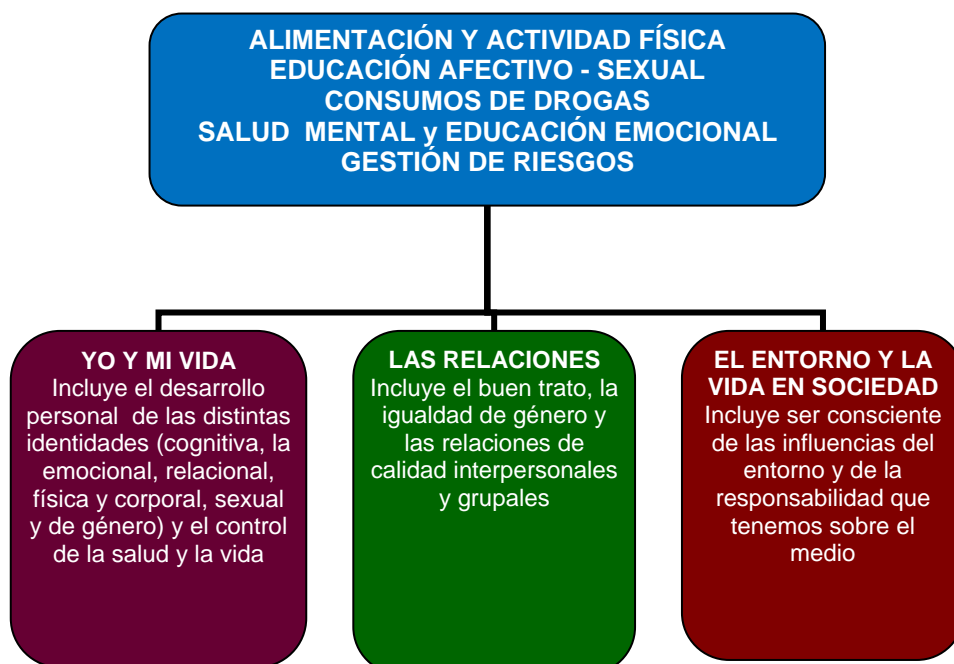 ALIMENTACIÓN Y ACTIVIDAD FÍSICA
EDUCACIÓN AFECTIVO - SEXUAL
CONSUMOS DE DROGAS
SALUD MENTAL y EDUCACIÓN EMOCIONAL
GESTIÓN DE RIESGOS
YO Y MI VIDA
Incluye el desarrollo
personal de las distintas
identidades (cognitiva, la
emocional, relacional,
física y corporal, sexual
y de género) y el control
de la salud y la vida
LAS RELACIONES
Incluye el buen trato, la
igualdad de género y
las relaciones de
calidad interpersonales
y grupales
EL ENTORNO Y LA
VIDA EN SOCIEDAD
Incluye ser consciente
de las influencias del
entorno y de la
responsabilidad que
tenemos sobre el
medio